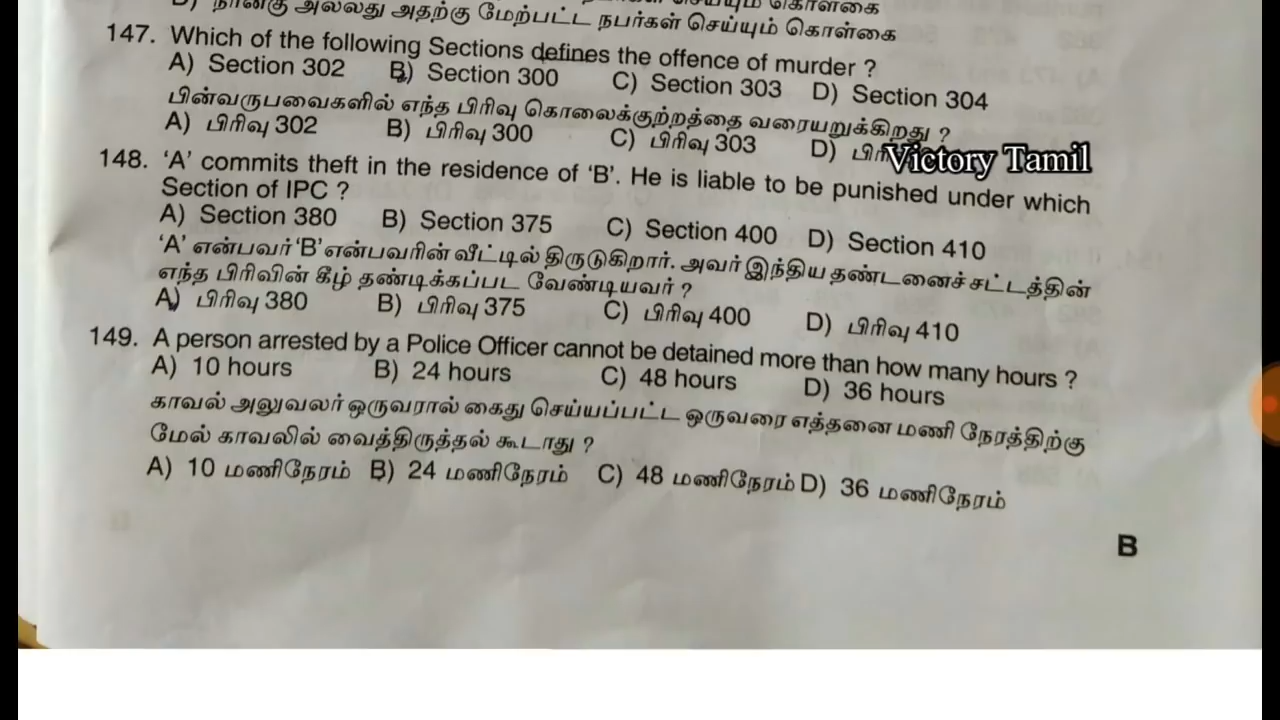 D) நான்கு அல்லது அதற்கு மேற்பட்ட நபர்கள் செய்யும் கொள்கை
147. Which of the following Sections defines the offence of murder ?
A) Section 302 B) Section 300 C) Section 303 D) Section 304
பின்வருபவைகளில் எந்த பிரிவு கொலைக்குற்றத்தை வரையறுக்கிறது ?
A) பிரிவு 302 B) பிரிவு 300 C) பிரிவு 303 D)
Victory Tamil
148. ‘A’ commits theft in the residence of ‘B’. He is liable to be punished under which
Section of IPC ?
A) Section 380 B) Section 375 C) Section 400 D) Section 410
‘A’ என்பவர் ‘B’ என்பவரின் வீட்டில் திருடுகிறார். அவர் இந்திய தண்டனைச் சட்டத்தின்
எந்த பிரிவின் கீழ் தண்டிக்கப்பட வேண்டியவர் ?
A) பிரிவு 380 B) பிரிவு 375 C) பிரிவு 400 D) பிரிவு 410
149. A person arrested by a Police Officer cannot be detained more than how many hours ?
A) 10 hours B) 24 hours C) 48 hours D) 36 hours
காவல் அலுவலர் ஒருவரால் கைது செய்யப்பட்ட ஒருவரை எத்தனை மணி நேரத்திற்கு
மேல் காவலில் வைத்திருத்தல் கூடாது ?
A) 10 மணிநேரம் B) 24 மணிநேரம் C) 48 மணிநேரம் D) 36 மணிநேரம்
B